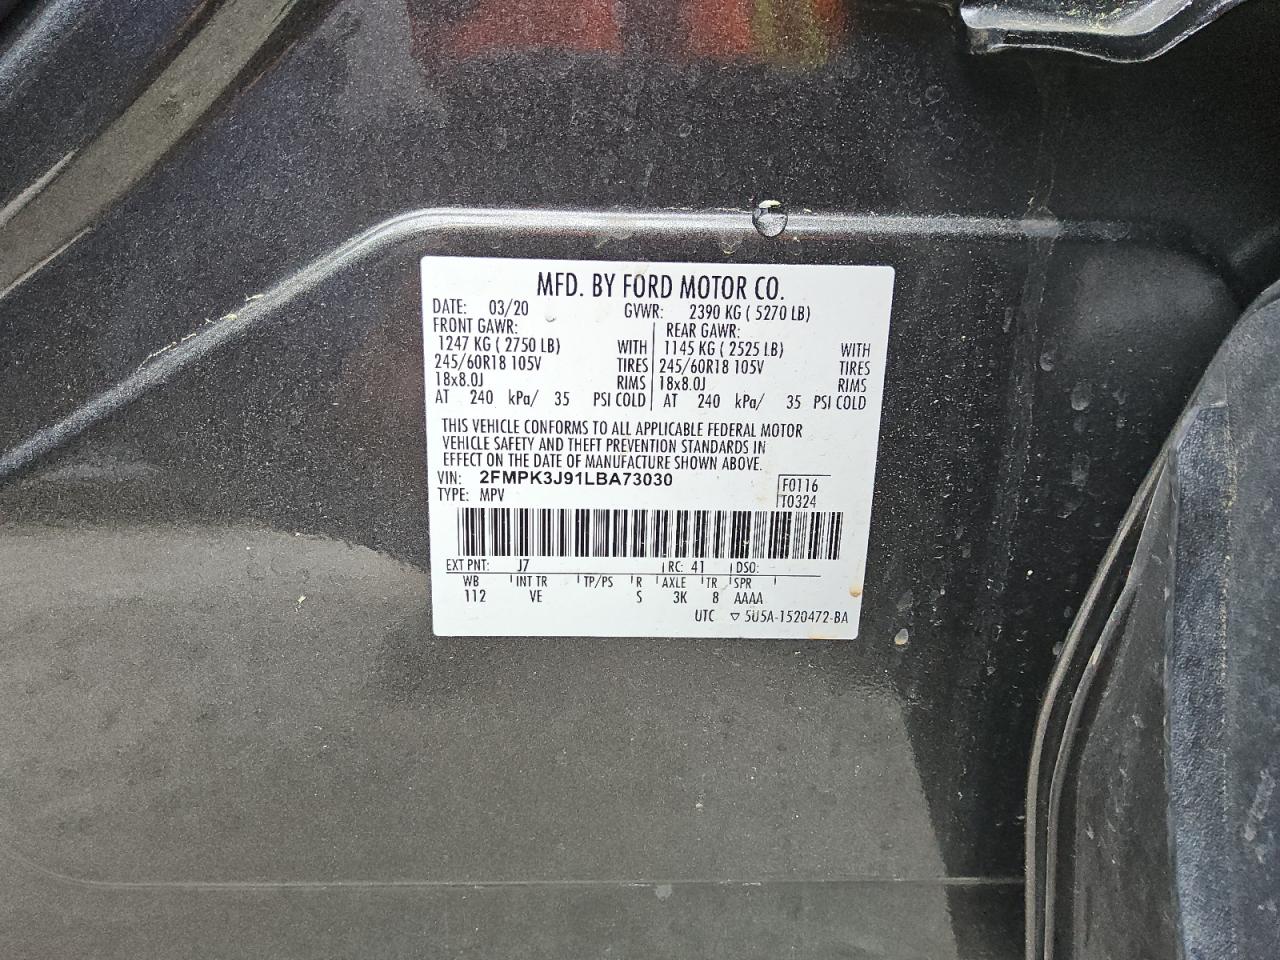 MFD. BY FORD MOTOR CO.
DATE: 03/20 GVWR: 2390 KG ( 5270 LB)
FRONT GAWR: REAR GAWR:
1247 KG ( 2750 LB) WITH 1145 KG ( 2525 LB) WITH
245/60R18 105V TIRES 245/60R18 105V TIRES
18x8.0J RIMS 18x8.0J RIMS
AT 240 kPa/ 35 PSI COLD AT 240 kPa/ 35 PSI COLD
THIS VEHICLE CONFORMS TO ALL APPLICABLE FEDERAL MOTOR
VEHICLE SAFETY AND THEFT PREVENTION STANDARDS IN
EFFECT ON THE DATE OF MANUFACTURE SHOWN ABOVE.
VIN: 2FMPK3J91LBA73030 F0116
TYPE: MPV T0324
EXT PNT: J7 RC: 41 DSO:
WB INT TR TP/PS R AXLE TR SPR
112 VE S 3K 8 AAAA
UTC ▽ 5U5A-1520472-BA